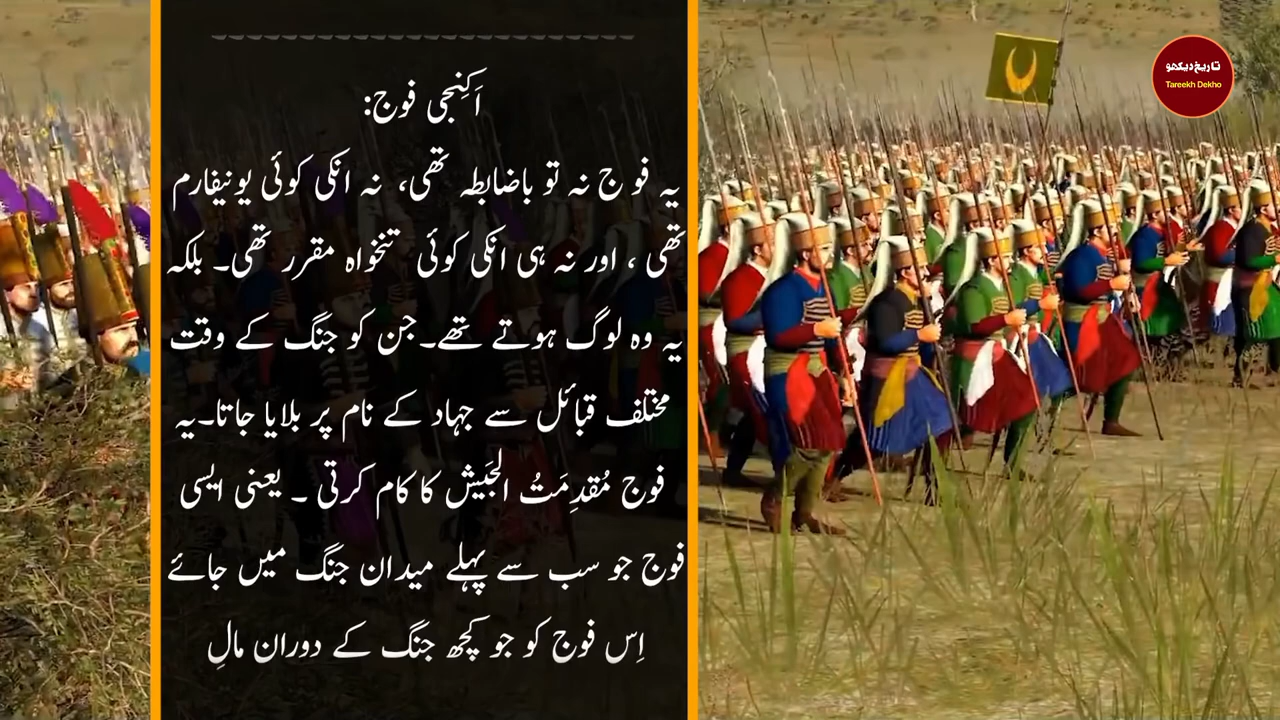 اَکِنجی فوج:
یہ فوج نہ تو باضابطہ تھی، نہ انکی کوئی یونیفارم
تھی، اور نہ ہی انکی کوئی تنخواہ مقرر تھی۔ بلکہ
یہ وہ لوگ ہوتے تھے۔جن کو جنگ کے وقت
مختلف قبائل سے جہاد کے نام پر بلایا جاتا۔یہ
فوج مُقدِمَتُ الجَیش کا کام کرتی ۔ یعنی ایسی
فوج جو سب سے پہلے میدان جنگ میں جائے
اِس فوج کو جو کچھ جنگ کے دوران مالِ
تاریخ دیکھو
Tareekh Dekho